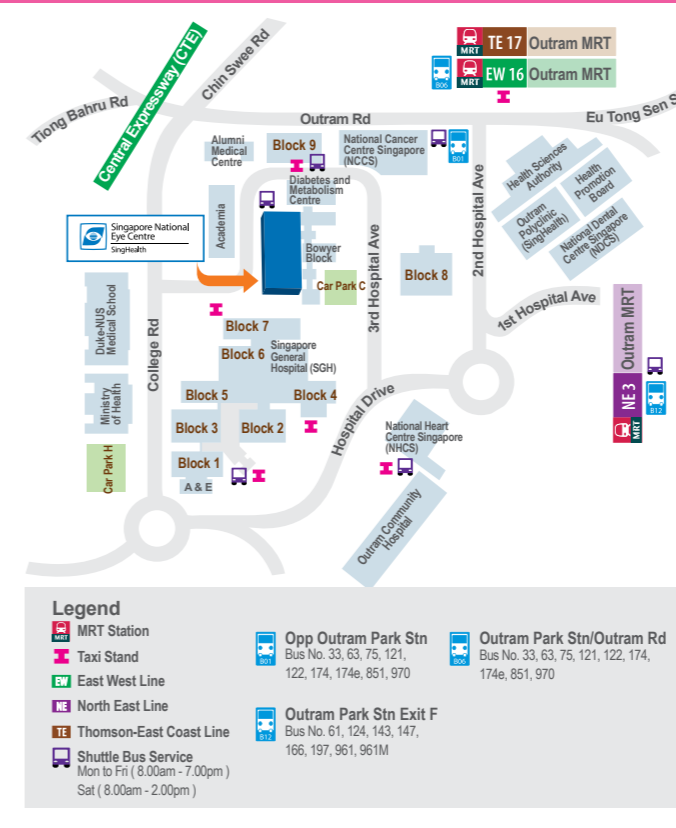 TE 17 Outram MRT
MRT
EW 16 Outram MRT
MRT
B06
Central Expressway (CTE)
Chin Swee Rd
Tiong Bahru Rd
Outram Rd
Eu Tong Sen S
Alumni
Medical
Centre
Block 9
National Cancer
Centre Singapore
(NCCS)
B01
Health Sciences
Authority
Health
Promotion
Board
Outram
Polyclinic
(SingHealth)
National Dental
Centre Singapore
(NDCS)
2nd Hospital Ave
Diabetes and
Metabolism
Centre
Academia
Singapore National
Eye Centre
SingHealth
Bowyer
Block
Car Park C
3rd Hospital Ave
Block 8
1st Hospital Ave
Outram MRT
NE 3
MRT
B12
Duke-NUS
Medical School
College Rd
Block 7
Block 6
Singapore
General
Hospital (SGH)
Block 5
Block 4
Ministry
of Health
Block 3
Block 2
Hospital Drive
National Heart
Centre Singapore
(NHCS)
Car Park H
Block 1
A & E
Outram Community
Hospital
Legend
MRT
MRT Station
Taxi Stand
EW East West Line
NE North East Line
TE Thomson-East Coast Line
Shuttle Bus Service
Mon to Fri ( 8.00am - 7.00pm )
Sat ( 8.00am - 2.00pm )
B01
Opp Outram Park Stn
Bus No. 33, 63, 75, 121,
122, 174, 174e, 851, 970
B12
Outram Park Stn Exit F
Bus No. 61, 124, 143, 147,
166, 197, 961, 961M
B06
Outram Park Stn/Outram Rd
Bus No. 33, 63, 75, 121, 122, 174,
174e, 851, 970